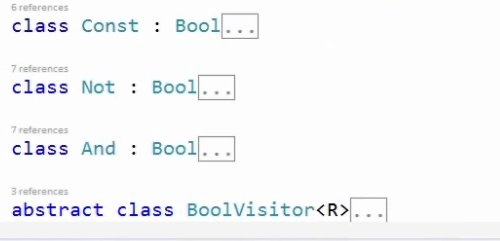 6 references
class Const : Bool...
7 references
class Not : Bool...
7 references
class And : Bool...
3 references
abstract class BoolVisitor<R>...